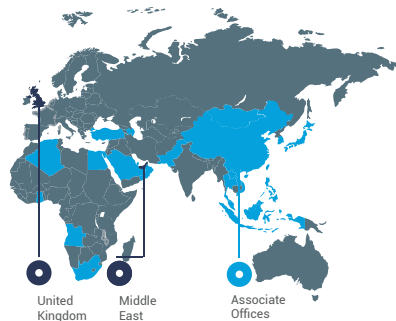 United
Kingdom
Middle
East
Associate
Offices